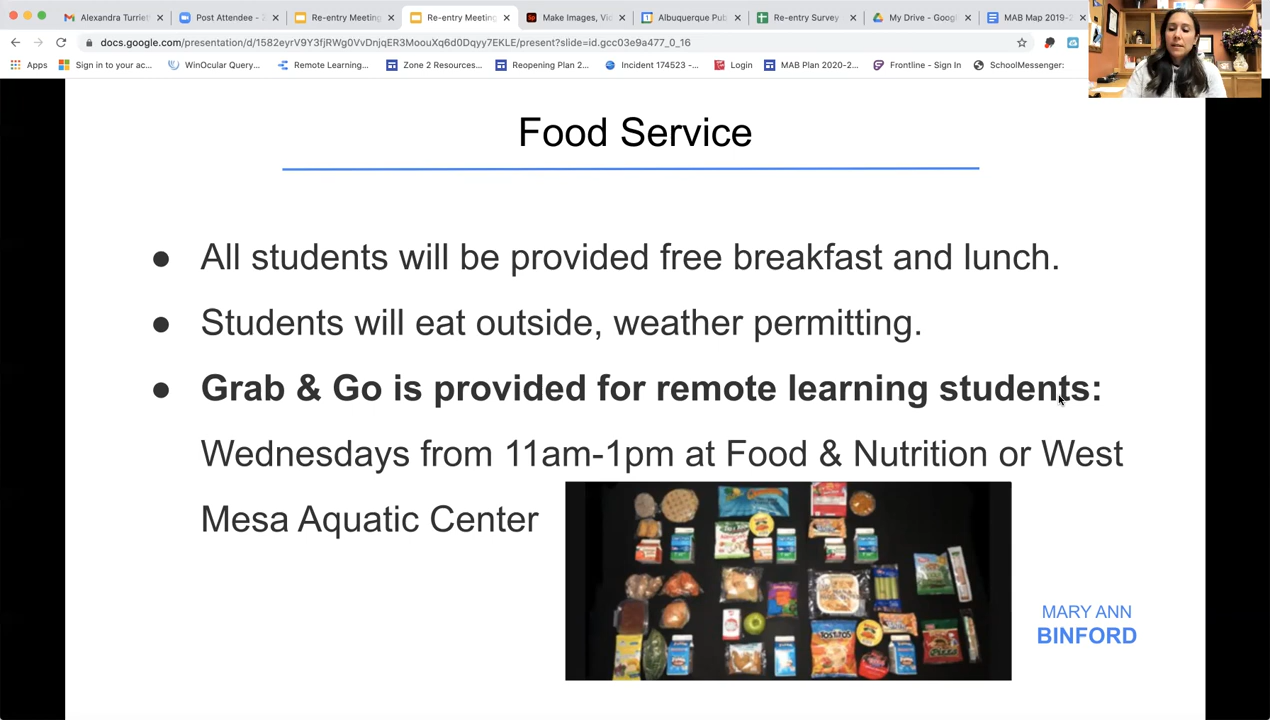 Alexandra Turriet
Post Attendee - Z
Re-entry Meeting
Re-entry Meeting
Make Images, Vid
Albuquerque Pub
Re-entry Survey
My Drive - Googl
MAB Map 2019-2
docs.google.com/presentation/d/1582eyrV9Y3fjRWg0VvDnjqER3MoouXq6d0Dqyy7EKLE/present?slide=id.gcc03e9a477_0_16
Apps
Sign in to your ac...
WinOcular Query...
Remote Learning...
Zone 2 Resources...
Reopening Plan 2...
Incident 174523 -...
Login
MAB Plan 2020-2...
Frontline - Sign In
SchoolMessenger:
Food Service
● All students will be provided free breakfast and lunch.
● Students will eat outside, weather permitting.
● Grab & Go is provided for remote learning students:
Wednesdays from 11am-1pm at Food & Nutrition or West
Mesa Aquatic Center
TOSTITOS
Pizza
MARY ANN
BINFORD